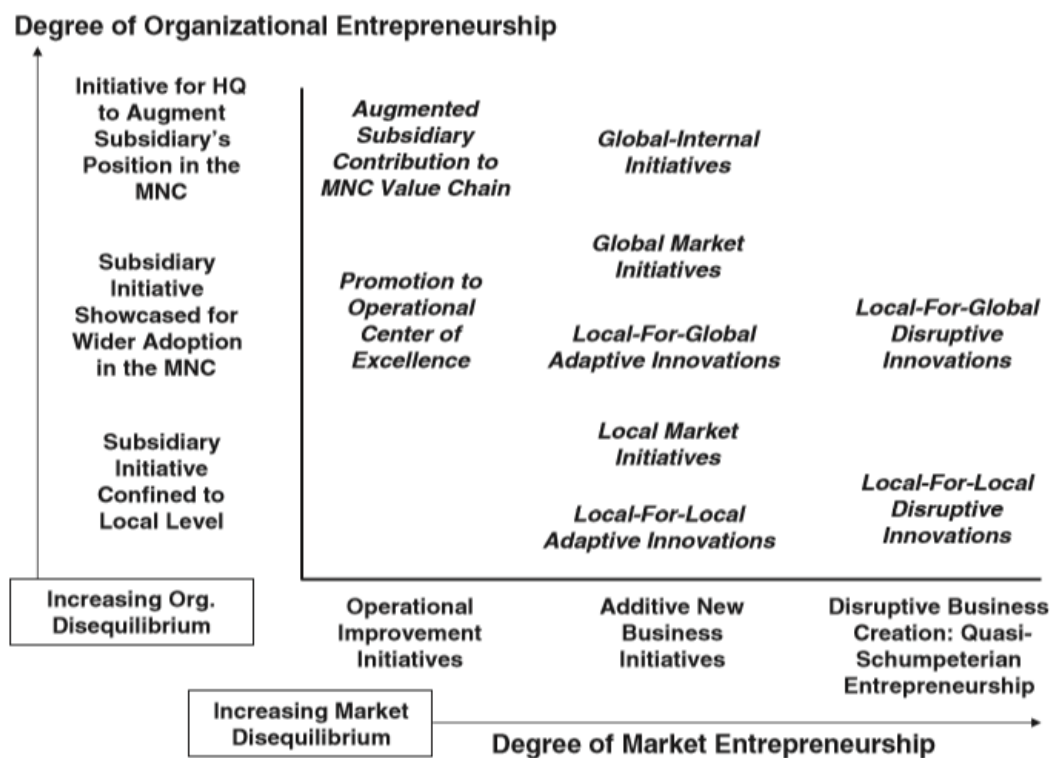 Degree of Organizational Entrepreneurship
Initiative for HQ
to Augment
Subsidiary's
Position in the
MNC
Augmented
Subsidiary
Contribution to
MNC Value Chain
Global-Internal
Initiatives
Subsidiary
Initiative
Showcased for
Wider Adoption
in the MNC
Promotion to
Operational
Center of
Excellence
Global Market
Initiatives
Local-For-Global
Adaptive Innovations
Local-For-Global
Disruptive
Innovations
Subsidiary
Initiative
Confined to
Local Level
Local Market
Initiatives
Local-For-Local
Adaptive Innovations
Local-For-Local
Disruptive
Innovations
Increasing Org.
Disequilibrium
Operational
Improvement
Initiatives
Additive New
Business
Initiatives
Disruptive Business
Creation: Quasi-
Schumpeterian
Entrepreneurship
Increasing Market
Disequilibrium
Degree of Market Entrepreneurship